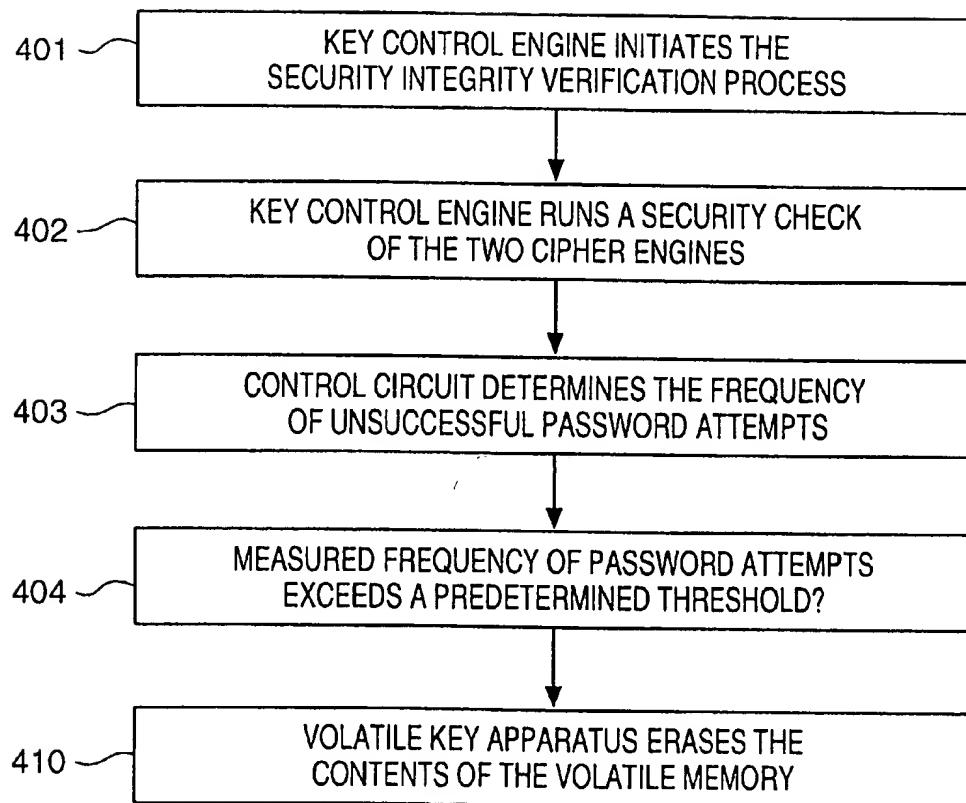 401
KEY CONTROL ENGINE INITIATES THE
SECURITY INTEGRITY VERIFICATION PROCESS
402
KEY CONTROL ENGINE RUNS A SECURITY CHECK
OF THE TWO CIPHER ENGINES
403
CONTROL CIRCUIT DETERMINES THE FREQUENCY
OF UNSUCCESSFUL PASSWORD ATTEMPTS
404
MEASURED FREQUENCY OF PASSWORD ATTEMPTS
EXCEEDS A PREDETERMINED THRESHOLD?
410
VOLATILE KEY APPARATUS ERASES THE
CONTENTS OF THE VOLATILE MEMORY